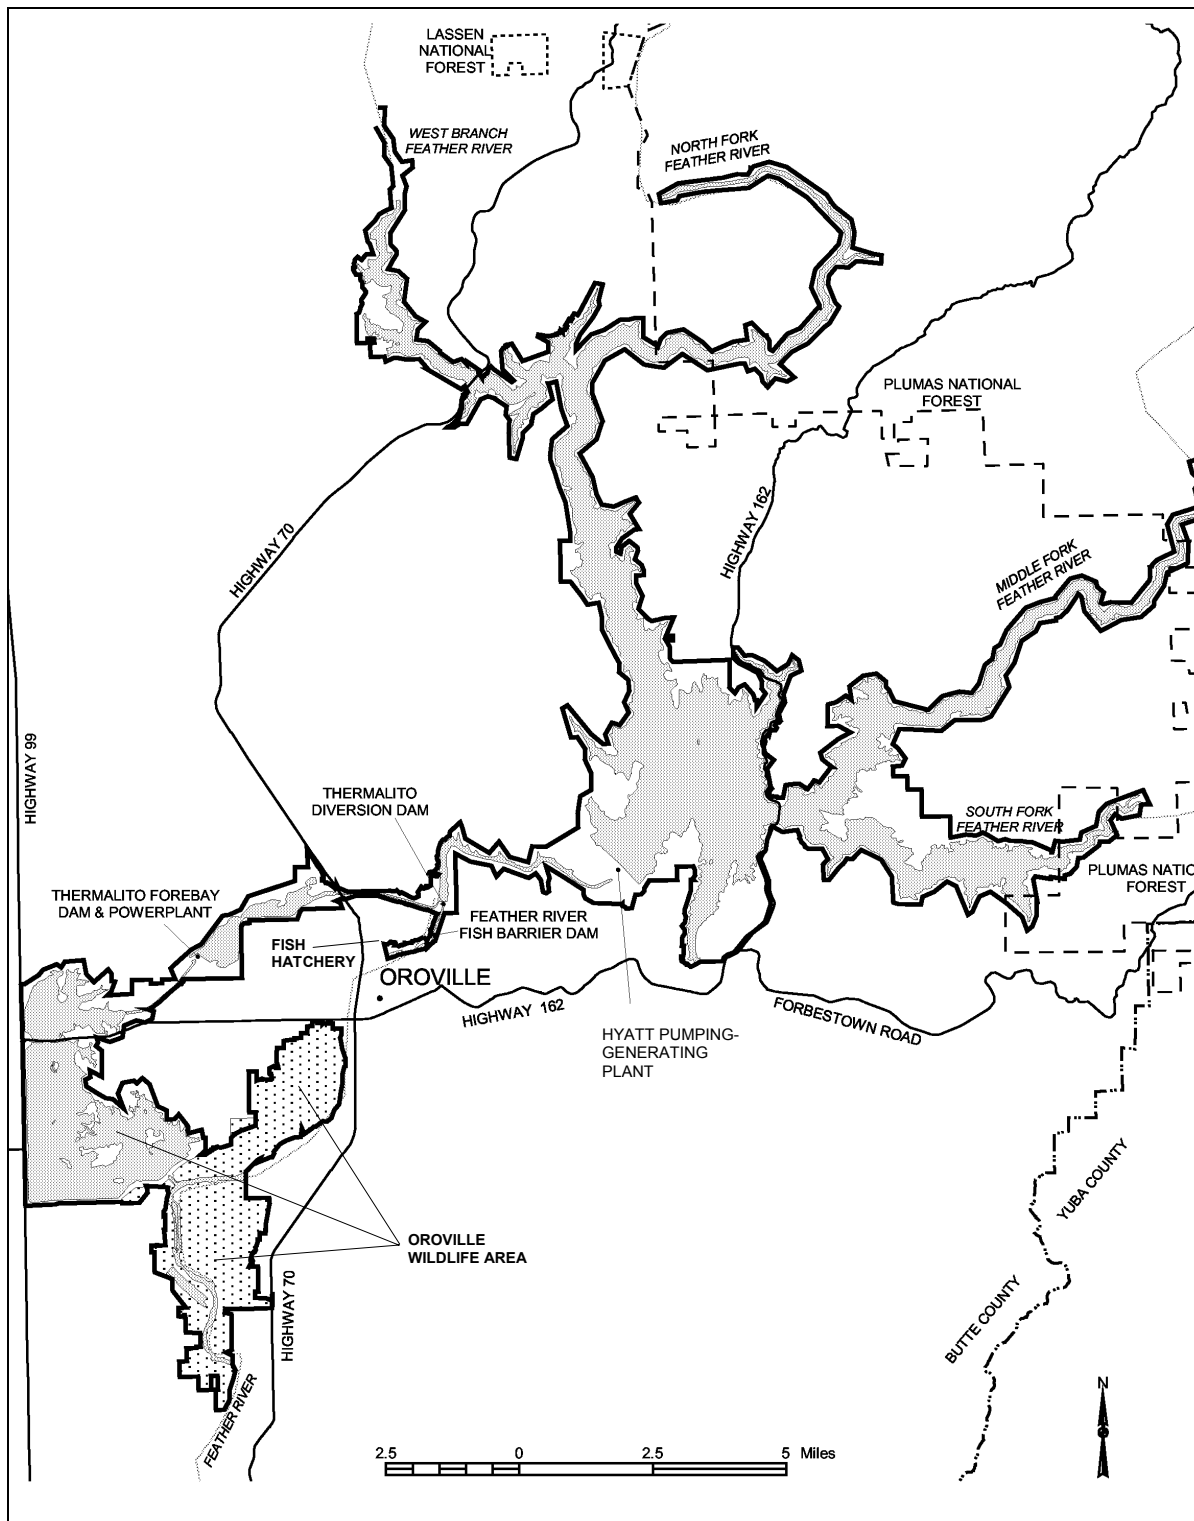 LASSEN
NATIONAL
FOREST
WEST BRANCH
FEATHER RIVER
NORTH FORK
FEATHER RIVER
PLUMAS NATIONAL
FOREST
HIGHWAY 162
HIGHWAY 70
MIDDLE FORK
FEATHER RIVER
HIGHWAY 99
THERMALITO
DIVERSION DAM
SOUTH FORK
FEATHER RIVER
PLUMAS NATIO
FOREST
THERMALITO FOREBAY
DAM & POWERPLANT
FEATHER RIVER
FISH BARRIER DAM
FISH
HATCHERY
OROVILLE
HIGHWAY 162
FORBESTOWN ROAD
HYATT PUMPING-
GENERATING
PLANT
YUBA COUNTY
OROVILLE
WILDLIFE AREA
HIGHWAY 70
BUTTE COUNTY
FEATHER RIVER
N
2.5 0 2.5 5 Miles